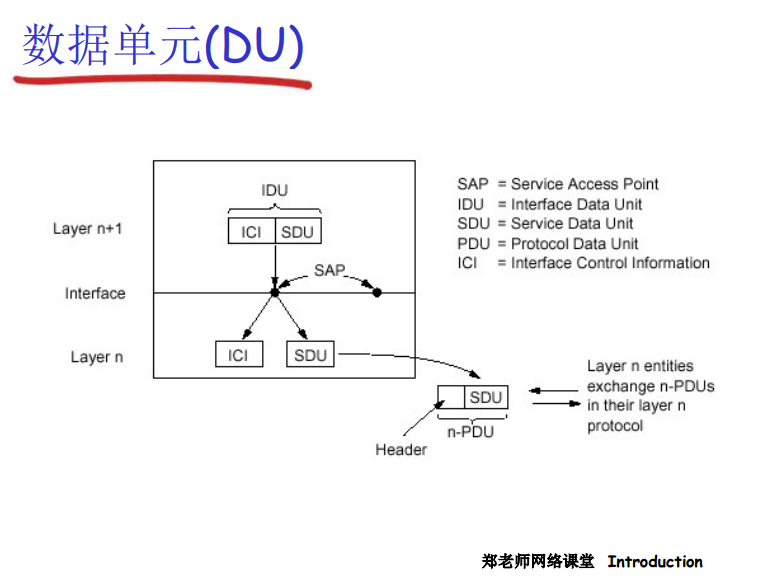 数据单元(DU)
IDU
Layer n+1
ICI SDU
SAP
Interface
Layer n
ICI
SDU
SAP = Service Access Point
IDU = Interface Data Unit
SDU = Service Data Unit
PDU = Protocol Data Unit
ICI = Interface Control Information
SDU
n-PDU
Header
Layer n entities
exchange n-PDUs
in their layer n
protocol
郑老师网络课堂 Introduction